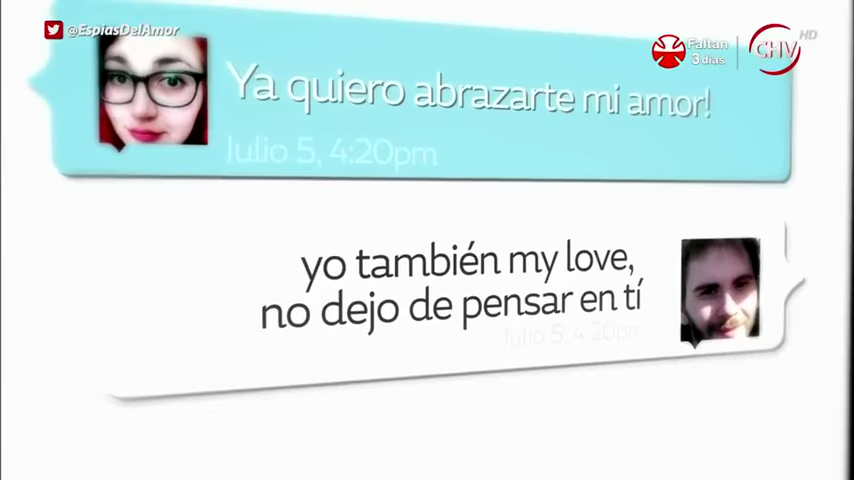 @EspiasDelAmor
Faltan
3 días
CHV HD
Ya quiero abrazarte mi amor!
Julio 5, 4:20pm
yo también my love,
no dejo de pensar en tí
Julio 5, 4:20pm